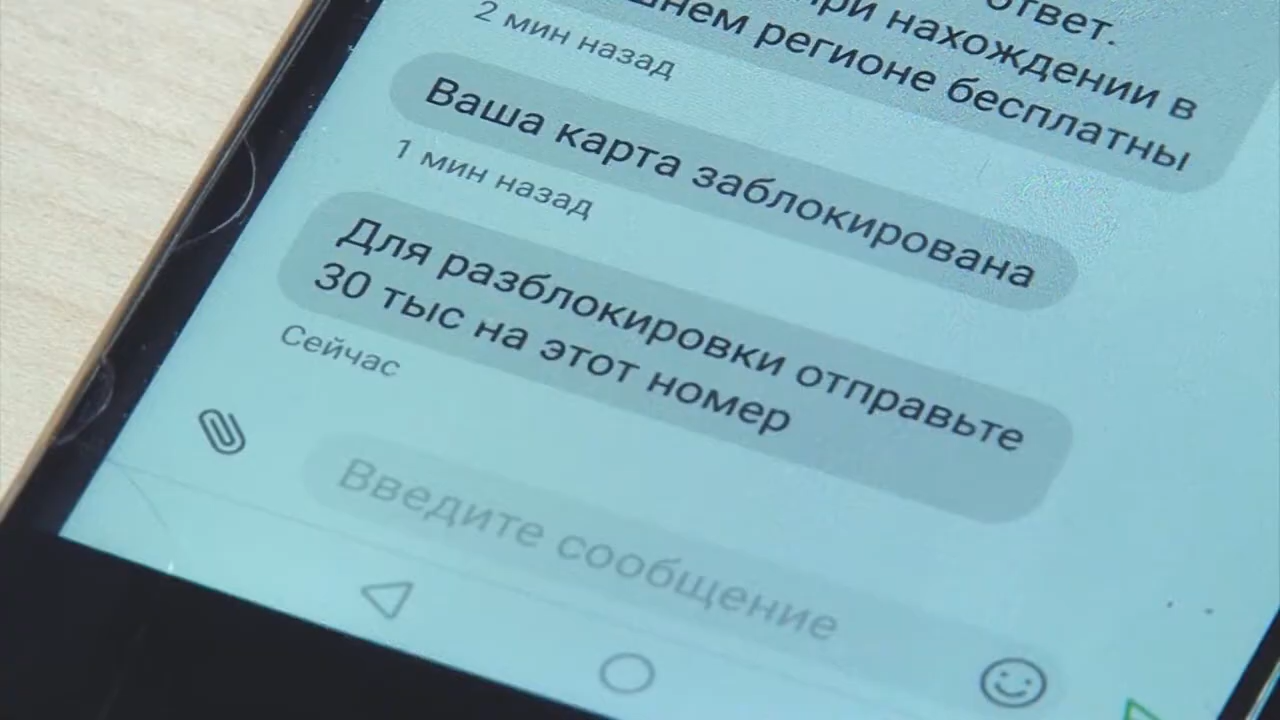 ответ.
при нахождении в
регионе бесплатны
2 мин назад
Ваша карта заблокирована
1 мин назад
Для разблокировки отправьте
30 тыс на этот номер
Сейчас
Введите сообщение